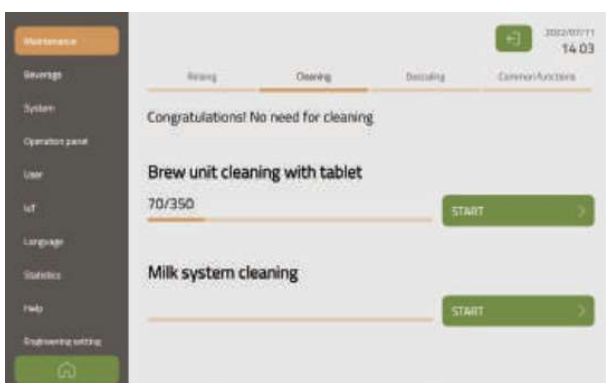 Maintenance
Beverage
System
Operation panel
User
IoT
Language
Statistics
Help
Engineering setting
2022/07/11
14 03
Rinsing
Cleaning
Descaling
Common functions
Congratulations! No need for cleaning
Brew unit cleaning with tablet
70/350
START
Milk system cleaning
START